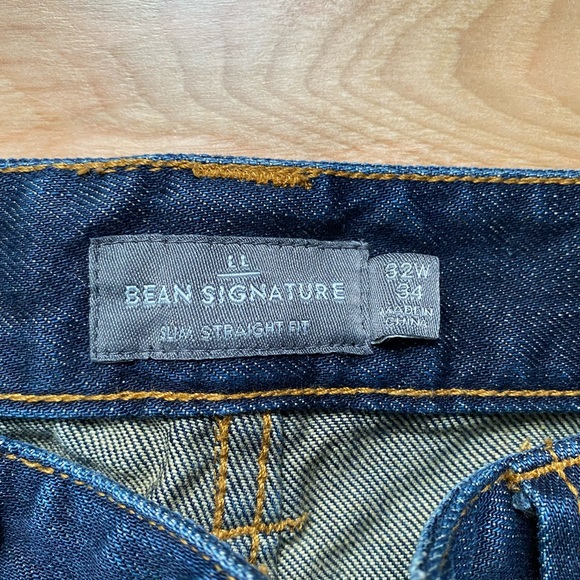 LL
BEAN SIGNATURE
SLIM STRAIGHT FIT
32W
34
MADE IN
CHINA